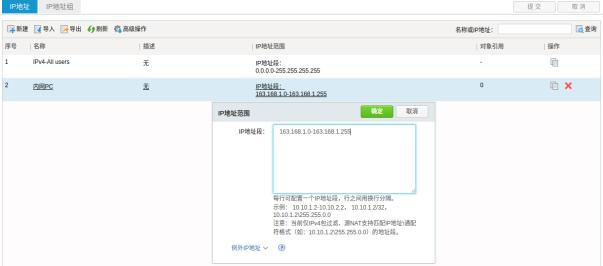 IP地址 IP地址组 提交 取消
新建 导入 导出 刷新 高级操作 名称或IP地址: 查询
序号 名称 描述 IP地址范围 对象引用 操作
1 IPv4-All users 无 IP地址段: -
0.0.0.0-255.255.255.255
2 内网PC 无 IP地址段: 0
163.168.1.0-163.168.1.255
IP地址范围 确定 取消
IP地址段: 163.168.1.0-163.168.1.255
每行可配置一个IP地址段，行之间用换行分隔。
示例： 10.10.1.2-10.10.2.2、 10.10.1.2/32、
10.10.1.2\255.255.0.0
注意：当前仅IPv4包过滤、源NAT支持匹配IP地址\通配
符格式（如：10.10.1.2\255.255.0.0）的地址段。
例外IP地址